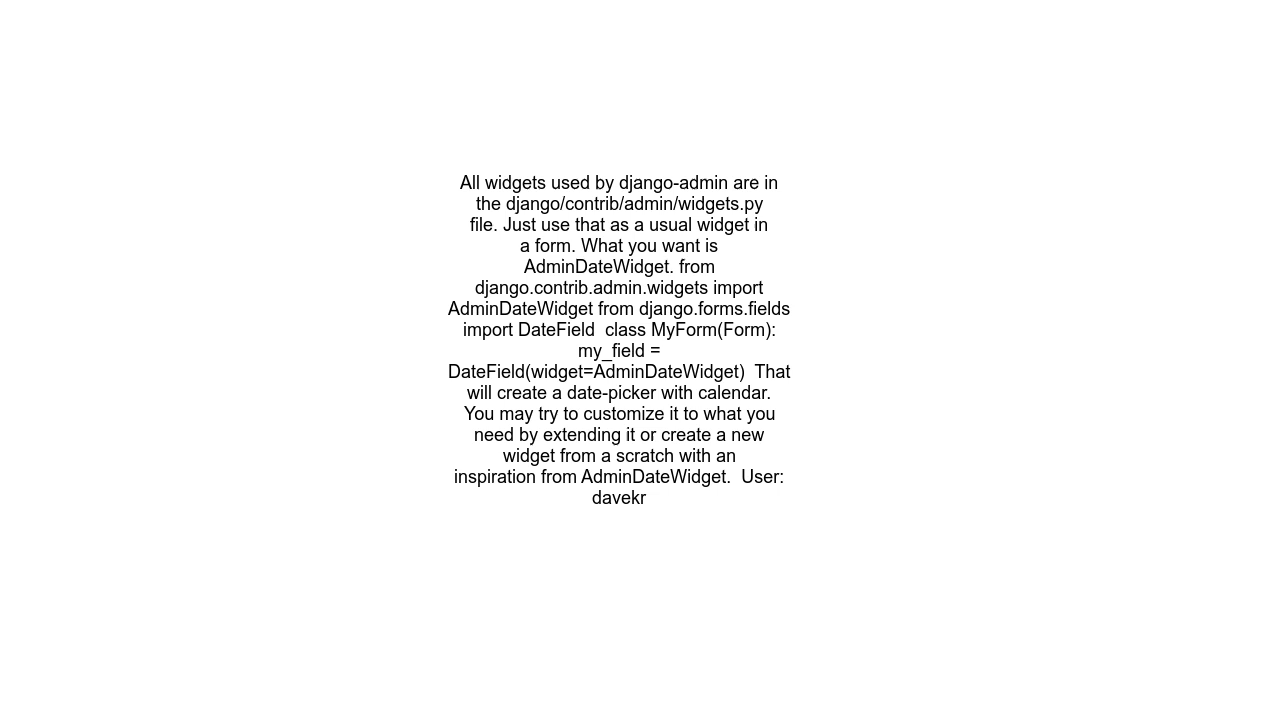 All widgets used by django-admin are in
the django/contrib/admin/widgets.py
file. Just use that as a usual widget in
a form. What you want is
AdminDateWidget. from
django.contrib.admin.widgets import
AdminDateWidget from django.forms.fields
import DateField  class MyForm(Form):
my_field =
DateField(widget=AdminDateWidget)  That
will create a date-picker with calendar.
You may try to customize it to what you
need by extending it or create a new
widget from a scratch with an
inspiration from AdminDateWidget.  User:
davekr